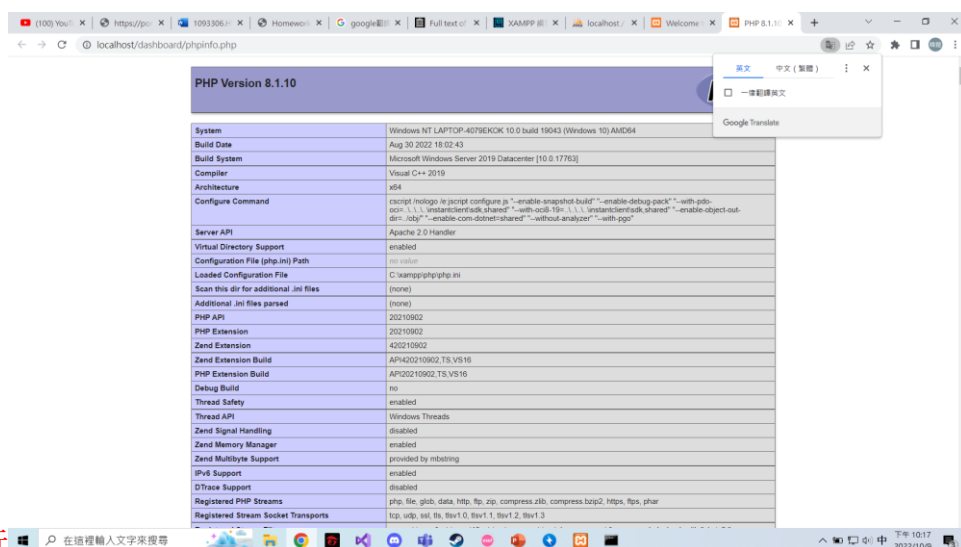 (100) YouT
https://po
1093306.H
Homework
google
Full text of
XAMPP
localhost /
Welcome t
PHP 8.1.10
localhost/dashboard/phpinfo.php
英文
中文 ( 繁體 )
一律翻譯英文
Google Translate
PHP Version 8.1.10
System Windows NT LAPTOP-4079EKOK 10.0 build 19043 (Windows 10) AMD64
Build Date Aug 30 2022 18:02:43
Build System Microsoft Windows Server 2019 Datacenter [10.0.17763]
Compiler Visual C++ 2019
Architecture x64
Configure Command cscript /nologo /e:jscript configure.js "--enable-snapshot-build" "--enable-debug-pack" "--with-pdo-
oci=..\..\..\..\instantclient\sdk,shared" "--with-oci8-19=..\..\..\..\instantclient\sdk,shared" "--enable-object-out-
dir=../obj/" "--enable-com-dotnet=shared" "--without-analyzer" "--with-pgo"
Server API Apache 2.0 Handler
Virtual Directory Support enabled
Configuration File (php.ini) Path no value
Loaded Configuration File C:\xampp\php\php.ini
Scan this dir for additional .ini files (none)
Additional .ini files parsed (none)
PHP API 20210902
PHP Extension 20210902
Zend Extension 420210902
Zend Extension Build API420210902,TS,VS16
PHP Extension Build API20210902,TS,VS16
Debug Build no
Thread Safety enabled
Thread API Windows Threads
Zend Signal Handling disabled
Zend Memory Manager enabled
Zend Multibyte Support provided by mbstring
IPv6 Support enabled
DTrace Support disabled
Registered PHP Streams php, file, glob, data, http, ftp, zip, compress.zlib, compress.bzip2, https, ftps, phar
Registered Stream Socket Transports tcp, udp, ssl, tls, tlsv1.0, tlsv1.1, tlsv1.2, tlsv1.3
在這裡輸入文字來搜尋
中
下午 10:17
2022/10/9